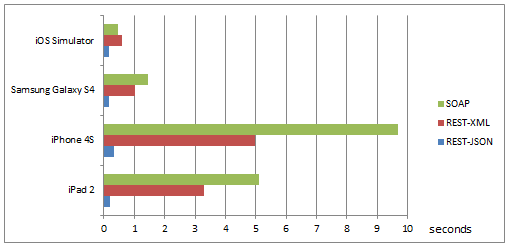 iOS Simulator
Samsung Galaxy S4
iPhone 4S
iPad 2
SOAP
REST-XML
REST-JSON
0 1 2 3 4 5 6 7 8 9 10 seconds